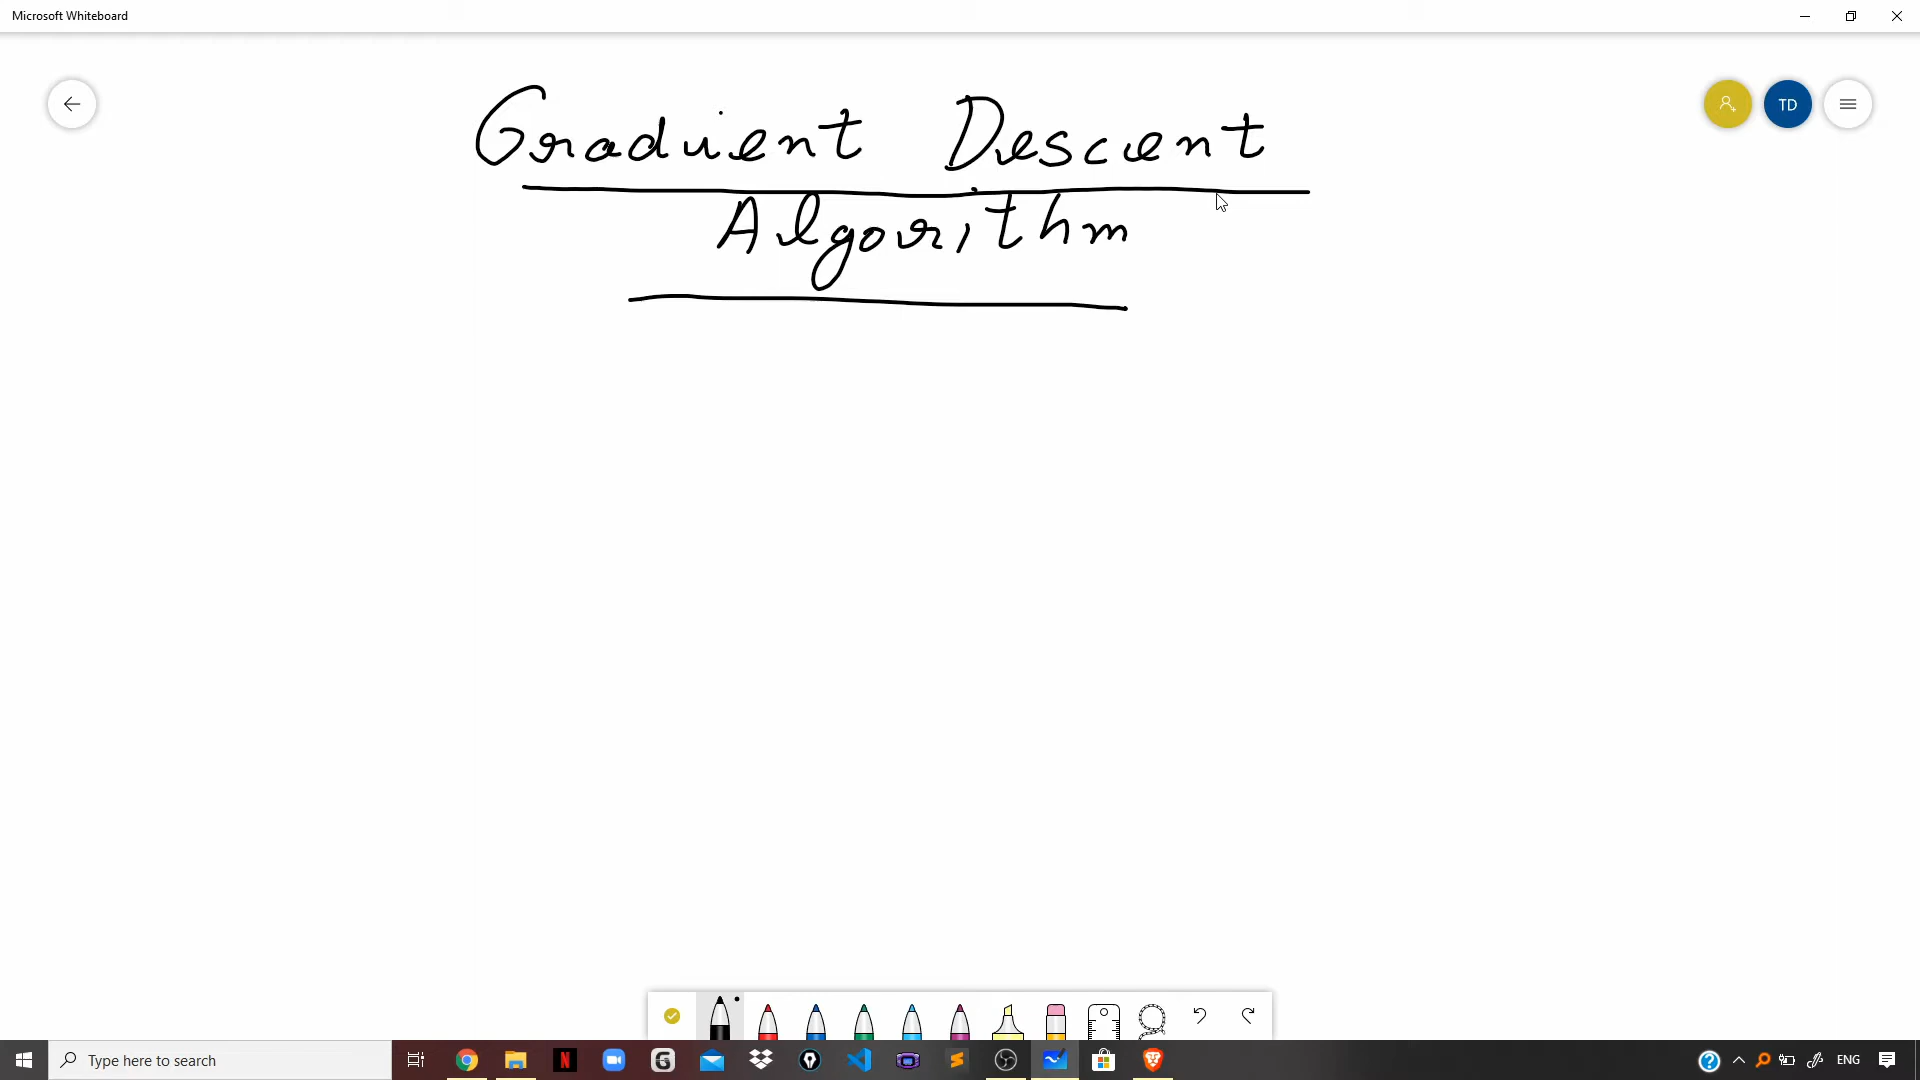 Microsoft Whiteboard
TD
Gradient Descent
Algorithm
Type here to search
ENG